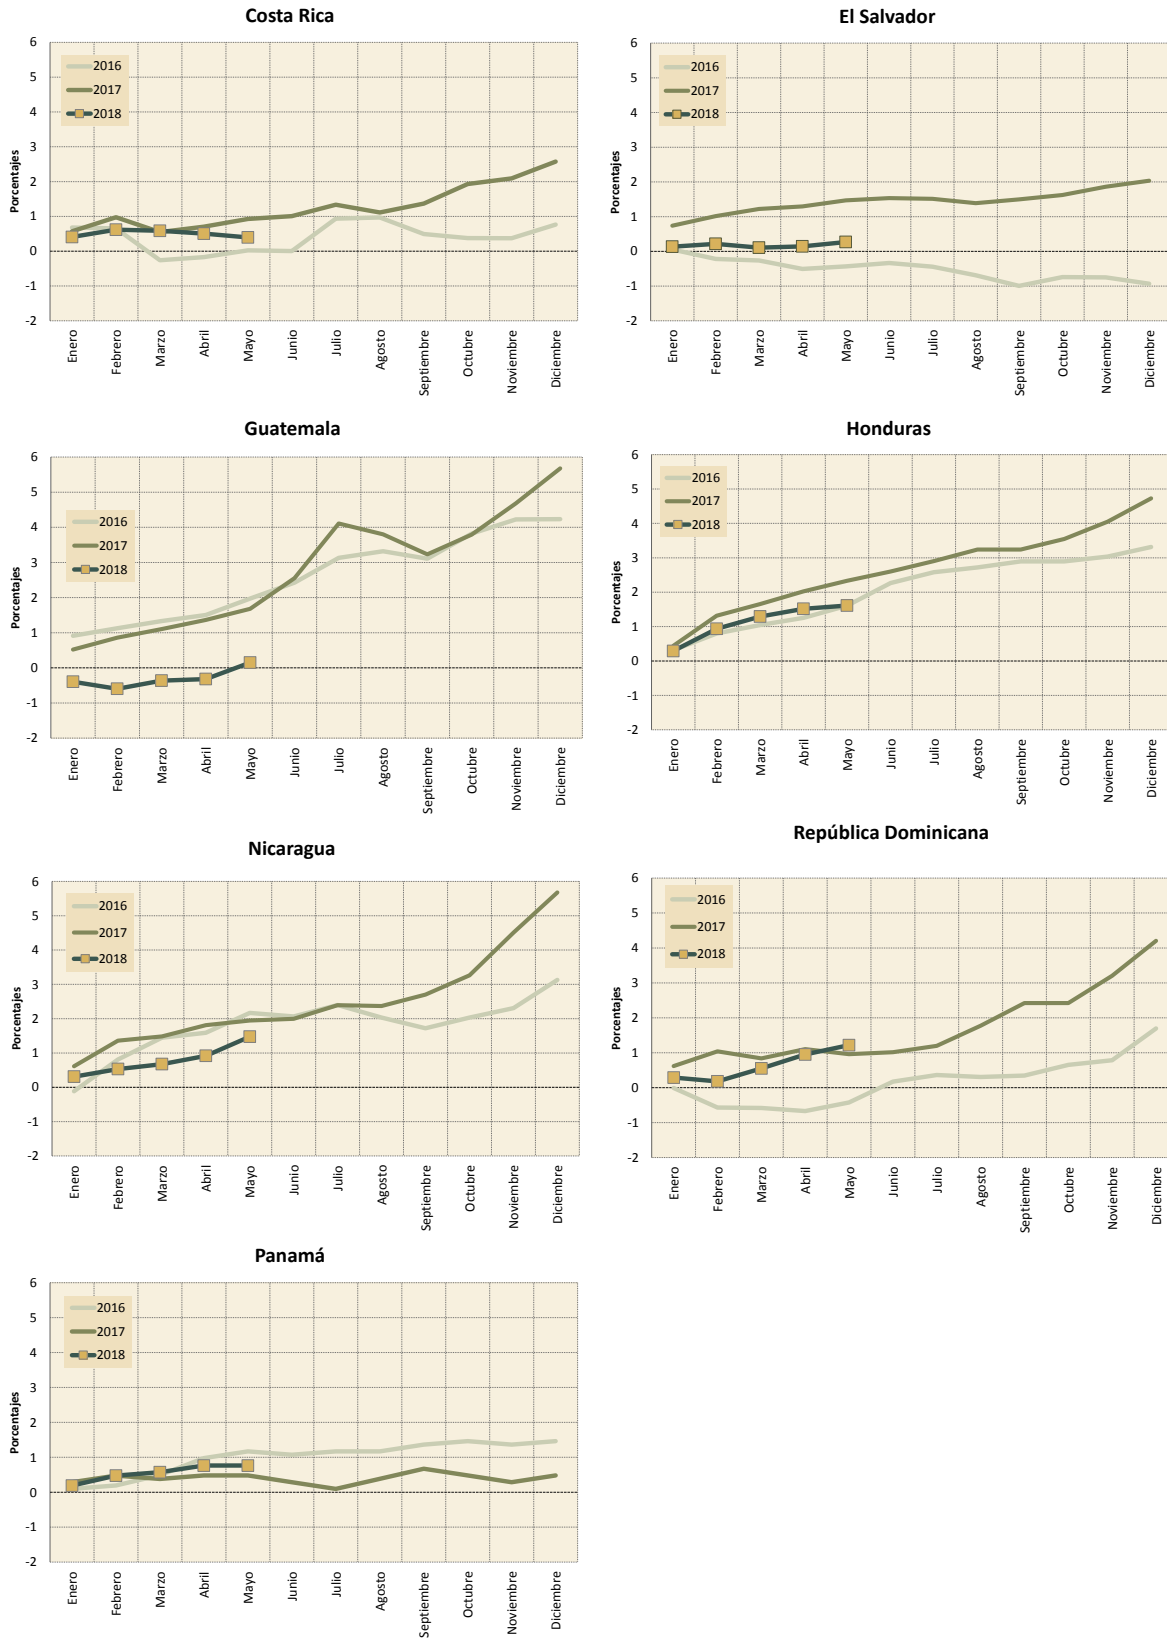 Costa Rica
Porcentajes
6
5
4
3
2
1
0
-1
-2
2016
2017
2018
Enero
Febrero
Marzo
Abril
Mayo
Junio
Julio
Agosto
Septiembre
Octubre
Noviembre
Diciembre
El Salvador
Porcentajes
6
5
4
3
2
1
0
-1
-2
2016
2017
2018
Enero
Febrero
Marzo
Abril
Mayo
Junio
Julio
Agosto
Septiembre
Octubre
Noviembre
Diciembre
Guatemala
6
5
4
3
2
1
0
-1
-2
2016
2017
2018
Enero
Febrero
Marzo
Abril
Mayo
Junio
Julio
Agosto
Septiembre
Octubre
Noviembre
Diciembre
Honduras
Porcentajes
6
5
4
3
2
1
0
-1
-2
2016
2017
2018
Enero
Febrero
Marzo
Abril
Mayo
Junio
Julio
Agosto
Septiembre
Octubre
Noviembre
Diciembre
Nicaragua
6
5
4
3
2
1
0
-1
-2
2016
2017
2018
Enero
Febrero
Marzo
Abril
Mayo
Junio
Julio
Agosto
Septiembre
Octubre
Noviembre
Diciembre
República Dominicana
Porcentajes
6
5
4
3
2
1
0
-1
-2
2016
2017
2018
Enero
Febrero
Marzo
Abril
Mayo
Junio
Julio
Agosto
Septiembre
Octubre
Noviembre
Diciembre
Panamá
Porcentajes
6
5
4
3
2
1
0
-1
-2
2016
2017
2018
Enero
Febrero
Marzo
Abril
Mayo
Junio
Julio
Agosto
Septiembre
Octubre
Noviembre
Diciembre